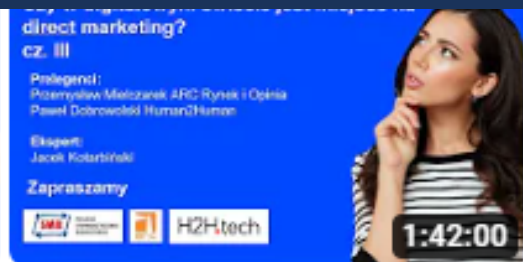 direct marketing?
cz. III
Prelegenci:
Przemysław Mielczarek ARC Rynek i Opinia
Paweł Dobrowolski Human2Human
Ekspert:
Jacek Kotarbiński
Zapraszamy
SMB
H2H.tech
1:42:00